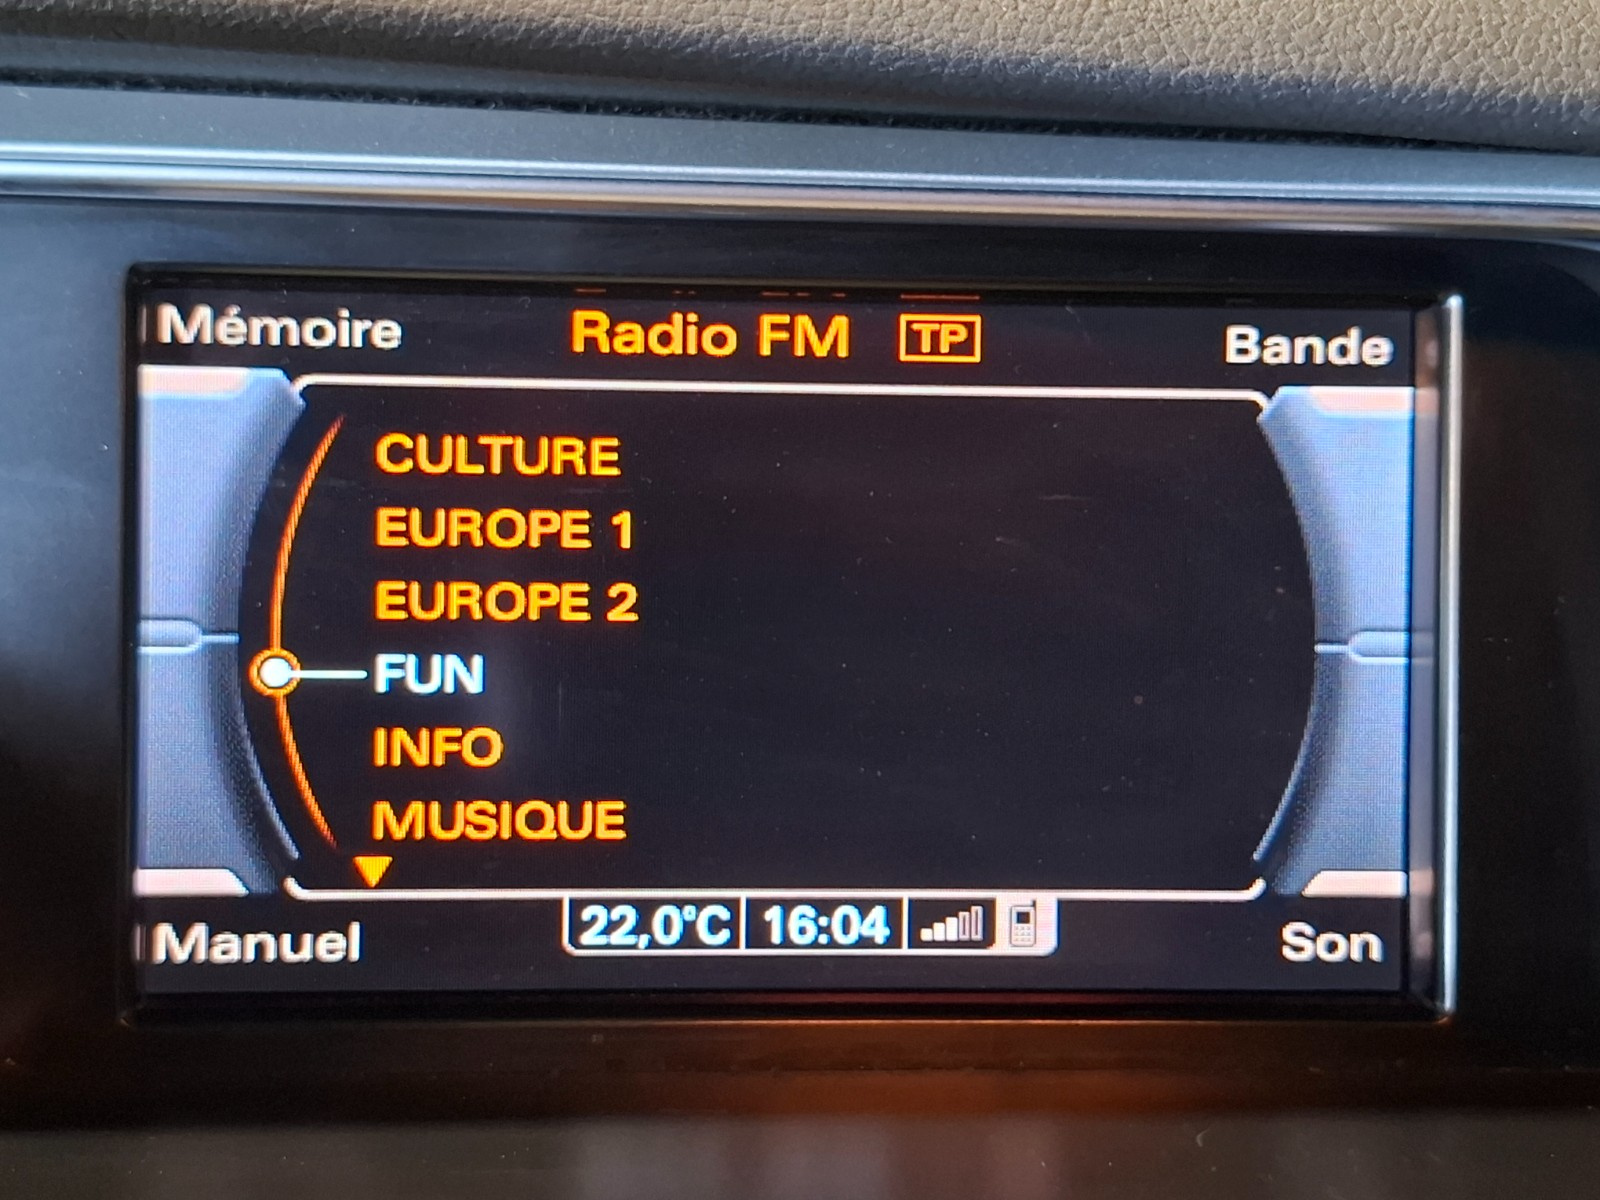 Mémoire Radio FM TP Bande
CULTURE
EUROPE 1
EUROPE 2
FUN
INFO
MUSIQUE
Manuel 22,0°C 16:04 Son